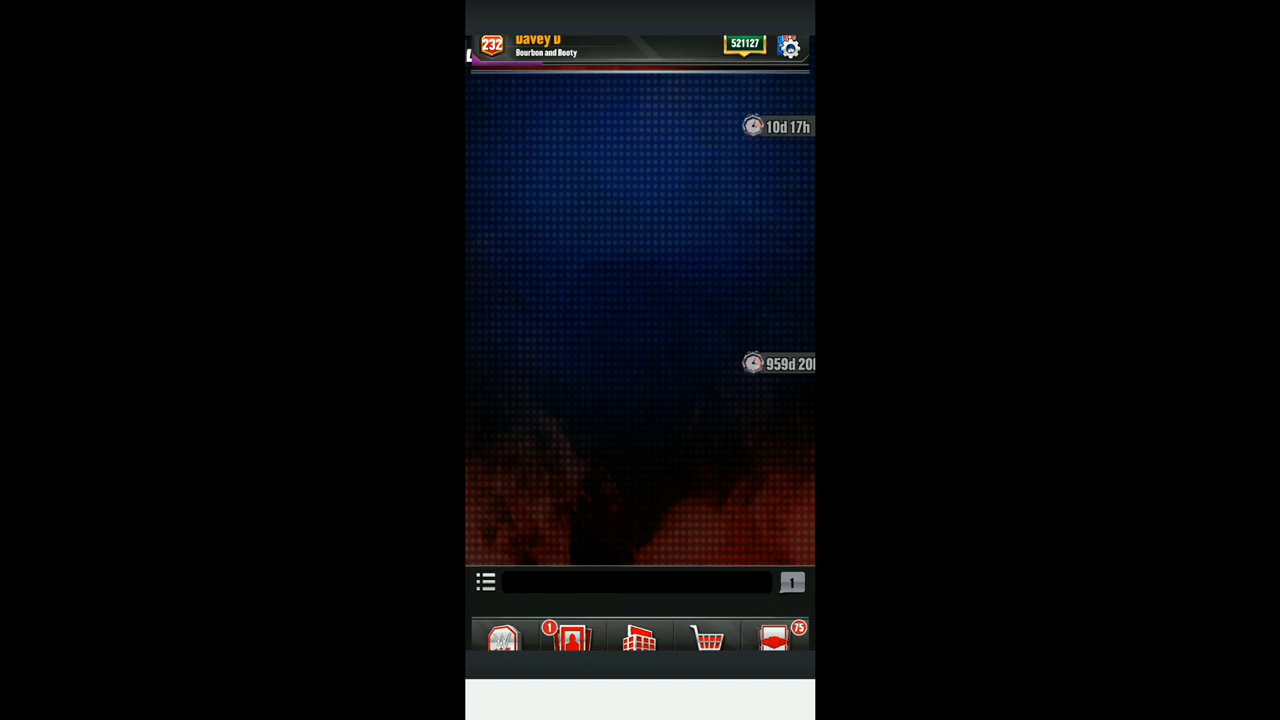 232
Davey D
Bourbon and Booty
521127
10d 17h
959d 20
1
1
75